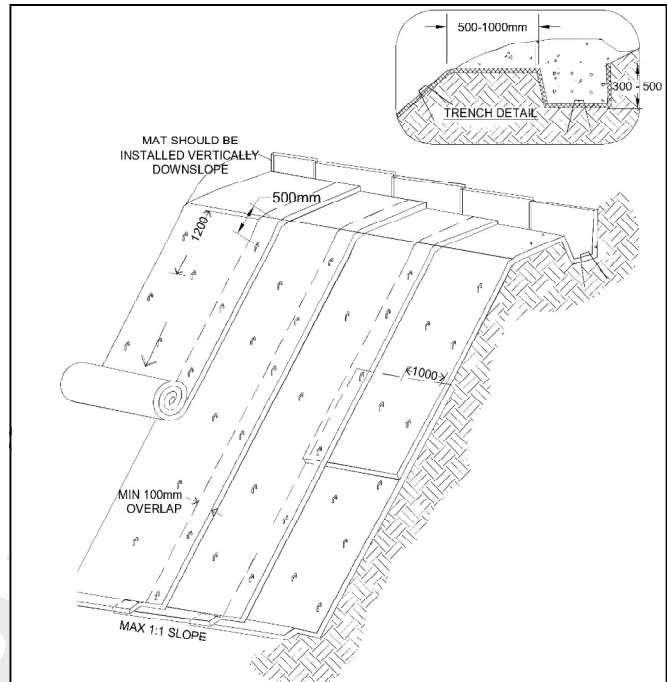 500-1000mm
300 - 500
TRENCH DETAIL
MAT SHOULD BE
INSTALLED VERTICALLY
DOWNSLOPE
500mm
1200
1000
MIN 100mm
OVERLAP
MAX 1:1 SLOPE